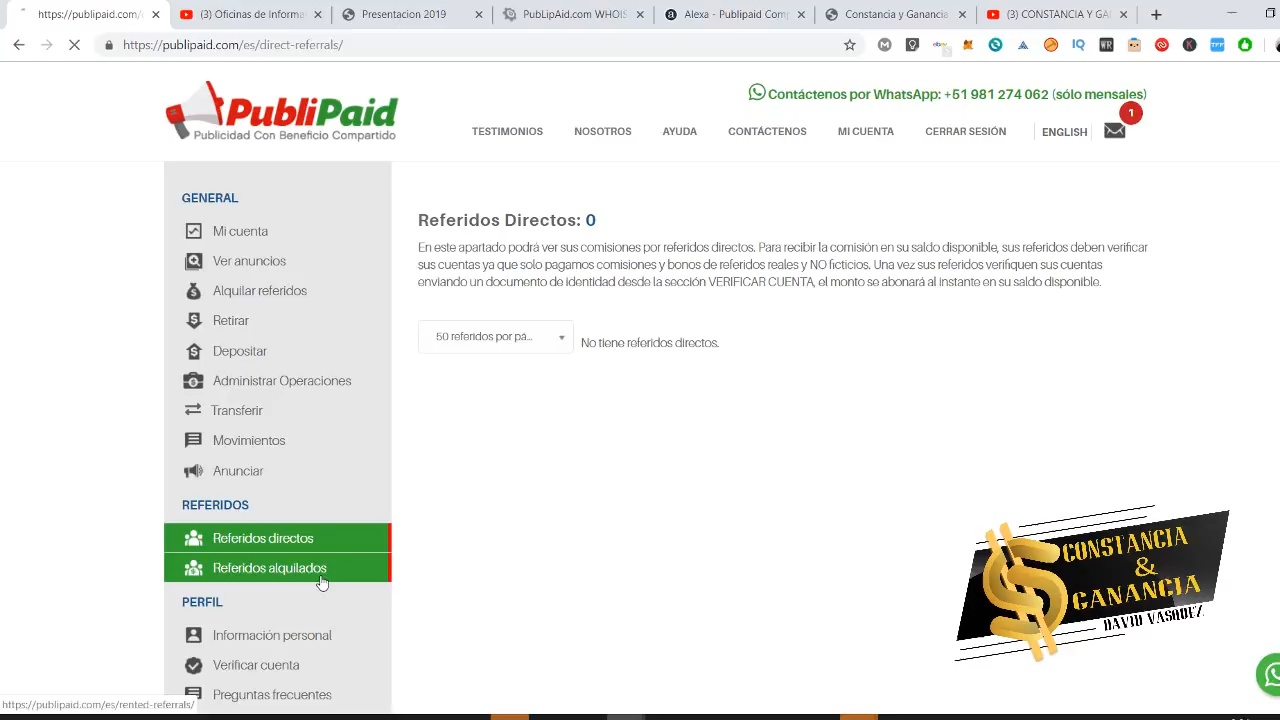 https://publipaid.com/e
(3) Oficinas de Informa
Presentacion 2019
PubLipAid.com WHOIS
Alexa - Publipaid Comp
Constancia y Ganancia
(3) CONSTANCIA Y GA
https://publipaid.com/es/direct-referrals/
PubliPaid
Publicidad Con Beneficio Compartido
Contáctenos por WhatsApp: +51 981 274 062 (sólo mensales)
1
TESTIMONIOS
NOSOTROS
AYUDA
CONTÁCTENOS
MI CUENTA
CERRAR SESIÓN
ENGLISH
GENERAL
Mi cuenta
Ver anuncios
Alquilar referidos
Retirar
Depositar
Administrar Operaciones
Transferir
Movimientos
Anunciar
REFERIDOS
Referidos directos
Referidos alquilados
PERFIL
Información personal
Verificar cuenta
Preguntas frecuentes
Referidos Directos: 0
En este apartado podrá ver sus comisiones por referidos directos. Para recibir la comisión en su saldo disponible, sus referidos deben verificar
sus cuentas ya que solo pagamos comisiones y bonos de referidos reales y NO ficticios. Una vez sus referidos verifiquen sus cuentas
enviando un documento de identidad desde la sección VERIFICAR CUENTA, el monto se abonará al instante en su saldo disponible.
50 referidos por pá...
No tiene referidos directos.
CONSTANCIA
&
GANANCIA
DAVID VASQUEZ
https://publipaid.com/es/rented-referrals/